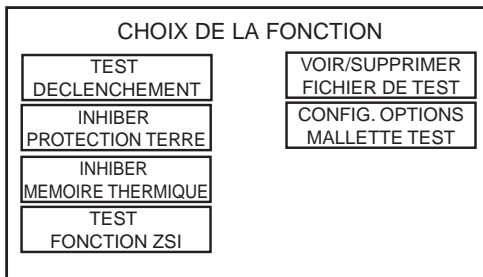 CHOIX DE LA FONCTION
TEST
DECLENCHEMENT
INHIBER
PROTECTION TERRE
INHIBER
MEMOIRE THERMIQUE
TEST
FONCTION ZSI
VOIR/SUPPRIMER
FICHIER DE TEST
CONFIG. OPTIONS
MALLETTE TEST